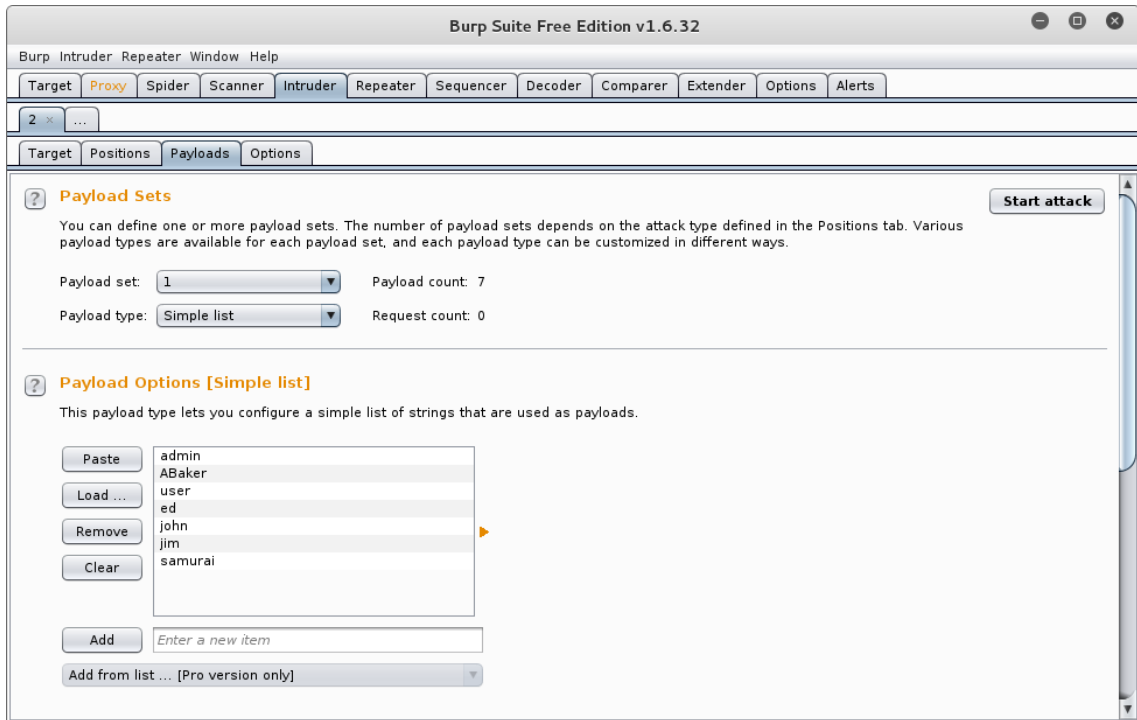 Burp Suite Free Edition v1.6.32
Burp Intruder Repeater Window Help
Target Proxy Spider Scanner Intruder Repeater Sequencer Decoder Comparer Extender Options Alerts
2 × ...
Target Positions Payloads Options
? Payload Sets Start attack
You can define one or more payload sets. The number of payload sets depends on the attack type defined in the Positions tab. Various
payload types are available for each payload set, and each payload type can be customized in different ways.
Payload set: 1 Payload count: 7
Payload type: Simple list Request count: 0
? Payload Options [Simple list]
This payload type lets you configure a simple list of strings that are used as payloads.
Paste
Load ...
Remove
Clear
admin
ABaker
user
ed
john
jim
samurai
Add Enter a new item
Add from list ... [Pro version only]